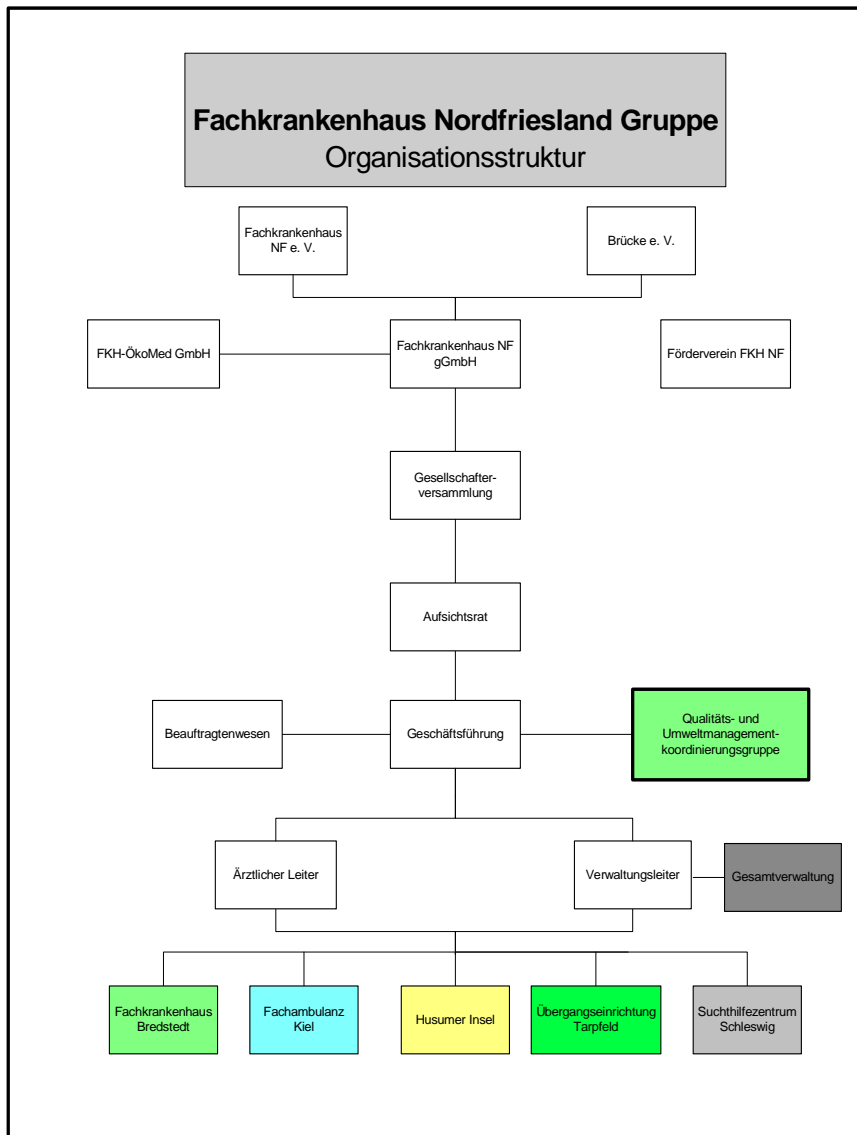 Fachkrankenhaus Nordfriesland Gruppe
Organisationsstruktur
Fachkrankenhaus
NF e. V.
Brücke e. V.
FKH-ÖkoMed GmbH
Fachkrankenhaus NF
gGmbH
Förderverein FKH NF
Gesellschafter-
versammlung
Aufsichtsrat
Beauftragtenwesen
Geschäftsführung
Qualitäts- und
Umweltmanagement-
koordinierungsgruppe
Ärztlicher Leiter
Verwaltungsleiter
Gesamtverwaltung
Fachkrankenhaus
Bredstedt
Fachambulanz
Kiel
Husumer Insel
Übergangseinrichtung
Tarpfeld
Suchthilfezentrum
Schleswig